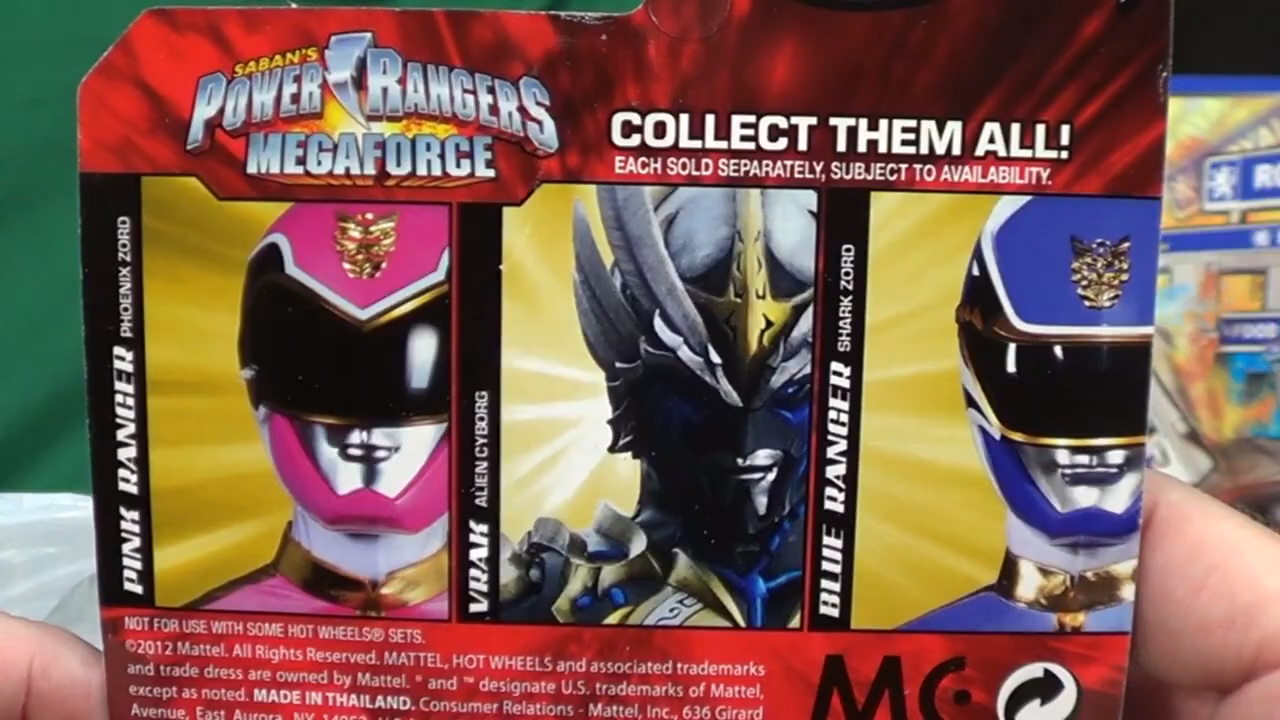 SABAN'S
POWER RANGERS
MEGAFORCE
COLLECT THEM ALL!
EACH SOLD SEPARATELY, SUBJECT TO AVAILABILITY.
PINK RANGER PHOENIX ZORD
VRAK ALIEN CYBORG
BLUE RANGER SHARK ZORD
NOT FOR USE WITH SOME HOT WHEELS® SETS.
©2012 Mattel. All Rights Reserved. MATTEL, HOT WHEELS and associated trademarks
and trade dress are owned by Mattel. ® and ™ designate U.S. trademarks of Mattel,
except as noted. MADE IN THAILAND. Consumer Relations - Mattel, Inc., 636 Girard
Avenue, East Aurora, NY